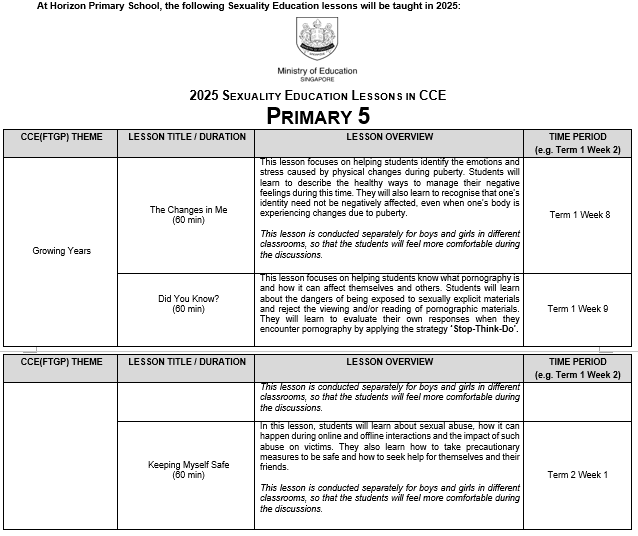 At Horizon Primary School, the following Sexuality Education lessons will be taught in 2025:
Ministry of Education
SINGAPORE
2025 SEXUALITY EDUCATION LESSONS IN CCE
PRIMARY 5
CCE(FTGP) THEME
LESSON TITLE / DURATION
LESSON OVERVIEW
TIME PERIOD
(e.g. Term 1 Week 2)
Growing Years
The Changes in Me
(60 min)
This lesson focuses on helping students identify the emotions and
stress caused by physical changes during puberty. Students will
learn to describe the healthy ways to manage their negative
feelings during this time. They will also learn to recognise that one's
identity need not be negatively affected, even when one's body is
experiencing changes due to puberty.
This lesson is conducted separately for boys and girls in different
classrooms, so that the students will feel more comfortable during
the discussions.
Term 1 Week 8
Did You Know?
(60 min)
This lesson focuses on helping students know what pornography is
and how it can affect themselves and others. Students will learn
about the dangers of being exposed to sexually explicit materials
and reject the viewing and/or reading of pornographic materials.
They will learn to evaluate their own responses when they
encounter pornography by applying the strategy 'Stop-Think-Do'.
Term 1 Week 9
CCE(FTGP) THEME
LESSON TITLE / DURATION
LESSON OVERVIEW
TIME PERIOD
(e.g. Term 1 Week 2)
This lesson is conducted separately for boys and girls in different
classrooms, so that the students will feel more comfortable during
the discussions.
Keeping Myself Safe
(60 min)
In this lesson, students will learn about sexual abuse, how it can
happen during online and offline interactions and the impact of such
abuse on victims. They also learn how to take precautionary
measures to be safe and how to seek help for themselves and their
friends.
This lesson is conducted separately for boys and girls in different
classrooms, so that the students will feel more comfortable during
the discussions.
Term 2 Week 1